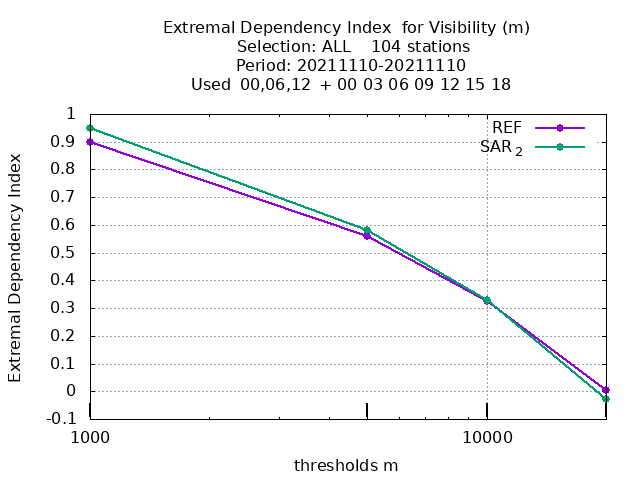 Extremal Dependency Index  for Visibility (m)
Selection: ALL    104 stations
Period: 20211110-20211110
Used  00,06,12  + 00 03 06 09 12 15 18
REF
SAR 2
1
0.9
0.8
0.7
0.6
0.5
0.4
0.3
0.2
0.1
0
-0.1
Extremal Dependency Index
1000
10000
thresholds m